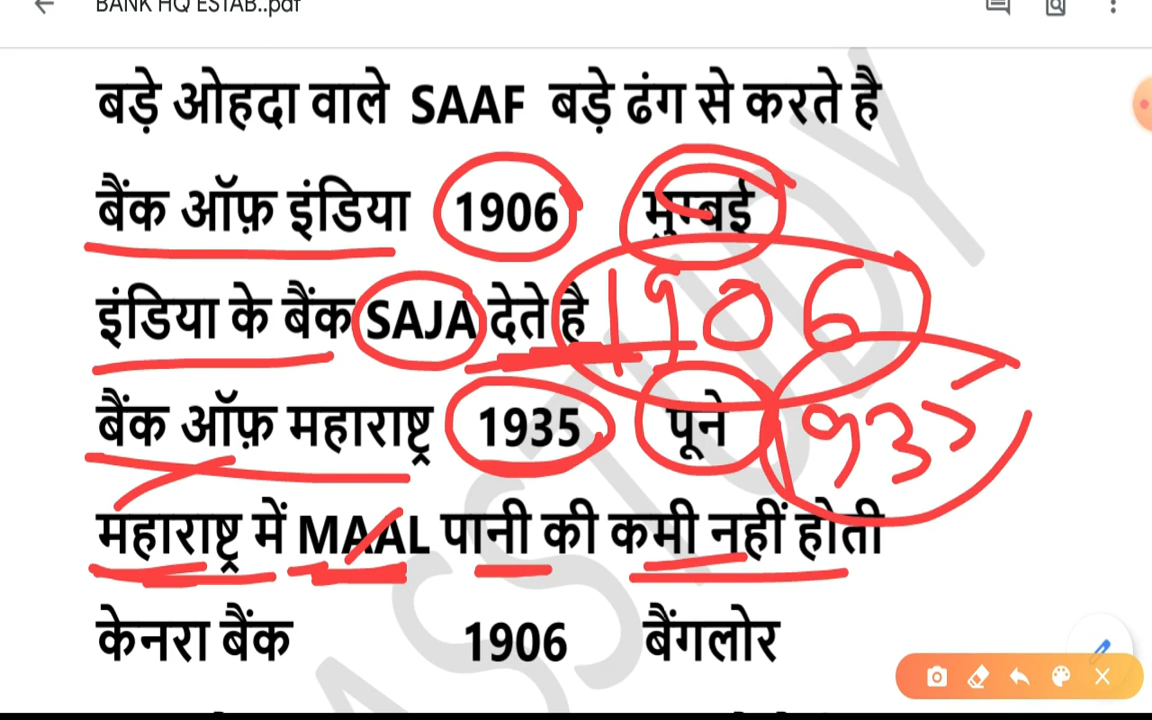 BANK HQ ESTAB..pdf
बड़े ओहदा वाले SAAF बड़े ढंग से करते है
बैंक ऑफ़ इंडिया 1906 मुम्बई
इंडिया के बैंक SAJA देते है 1906
बैंक ऑफ़ महाराष्ट्र 1935 पूने 1935
महाराष्ट्र में MAAL पानी की कमी नहीं होती
केनरा बैंक 1906 बैंगलोर